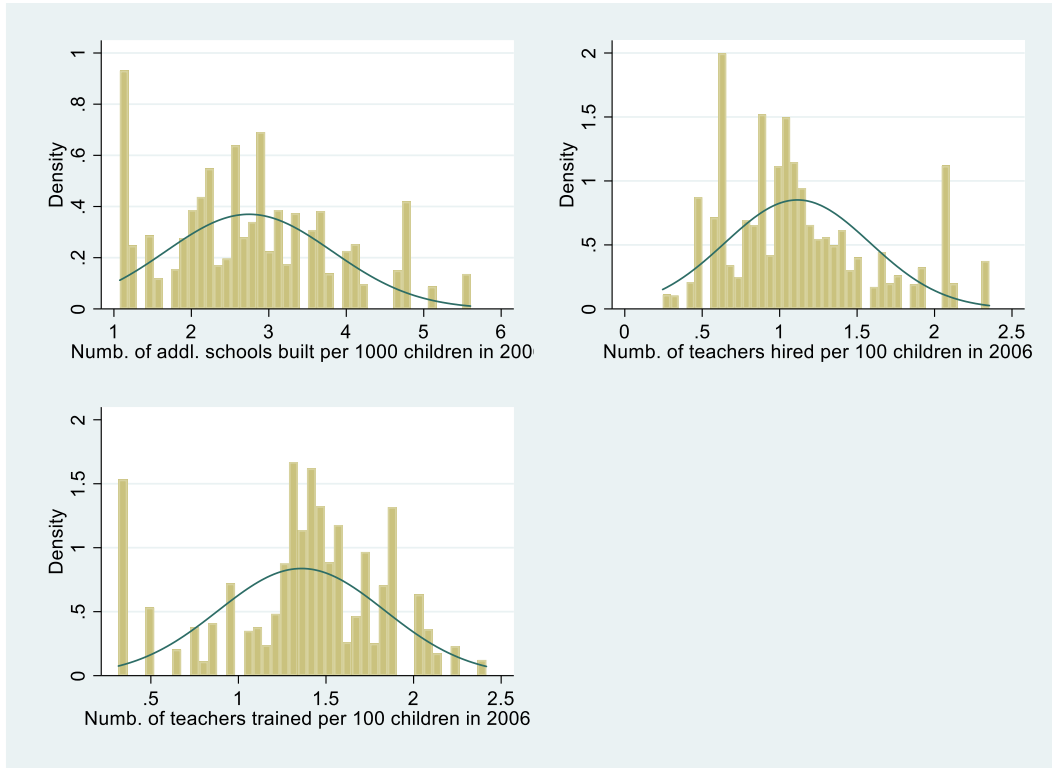 Density
0 .2 .4 .6 .8 1
1 2 3 4 5 6
Numb. of addl. schools built per 1000 children in 200
Density
0 .5 1 1.5 2
0 .5 1 1.5 2 2.5
Numb. of teachers hired per 100 children in 2006
Density
0 .5 1 1.5 2
.5 1 1.5 2 2.5
Numb. of teachers trained per 100 children in 2006